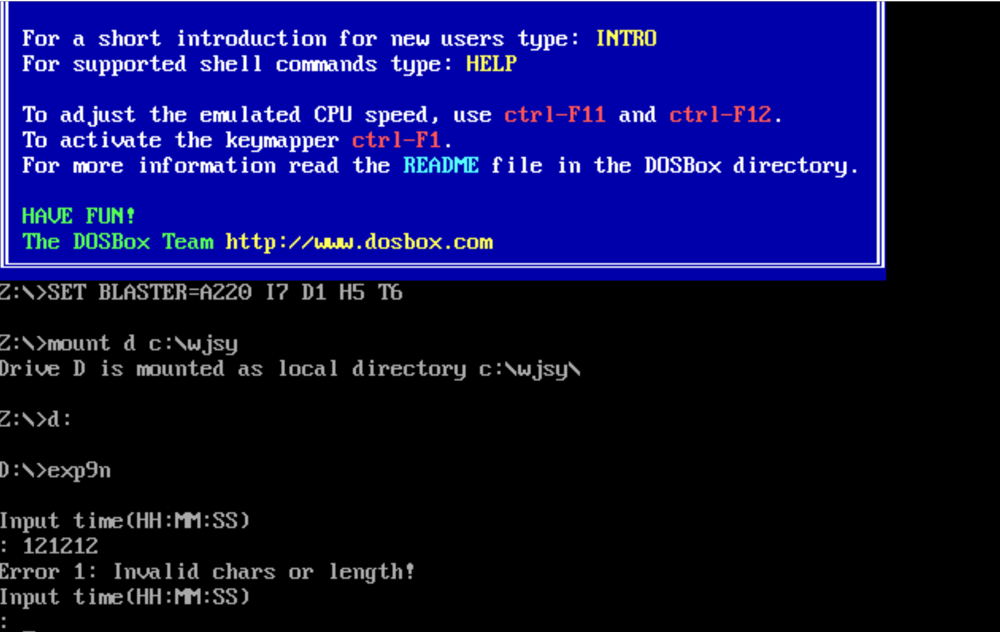 For a short introduction for new users type: INTRO
For supported shell commands type: HELP
To adjust the emulated CPU speed, use ctrl-F11 and ctrl-F12.
To activate the keymapper ctrl-F1.
For more information read the README file in the DOSBox directory.
HAVE FUN!
The DOSBox Team http://www.dosbox.com
Z:\>SET BLASTER=A220 I7 D1 H5 T6
Z:\>mount d c:\wjsy
Drive D is mounted as local directory c:\wjsy\
Z:\>d:
D:\>exp9n
Input time(HH:MM:SS)
: 121212
Error 1: Invalid chars or length!
Input time(HH:MM:SS)
: _